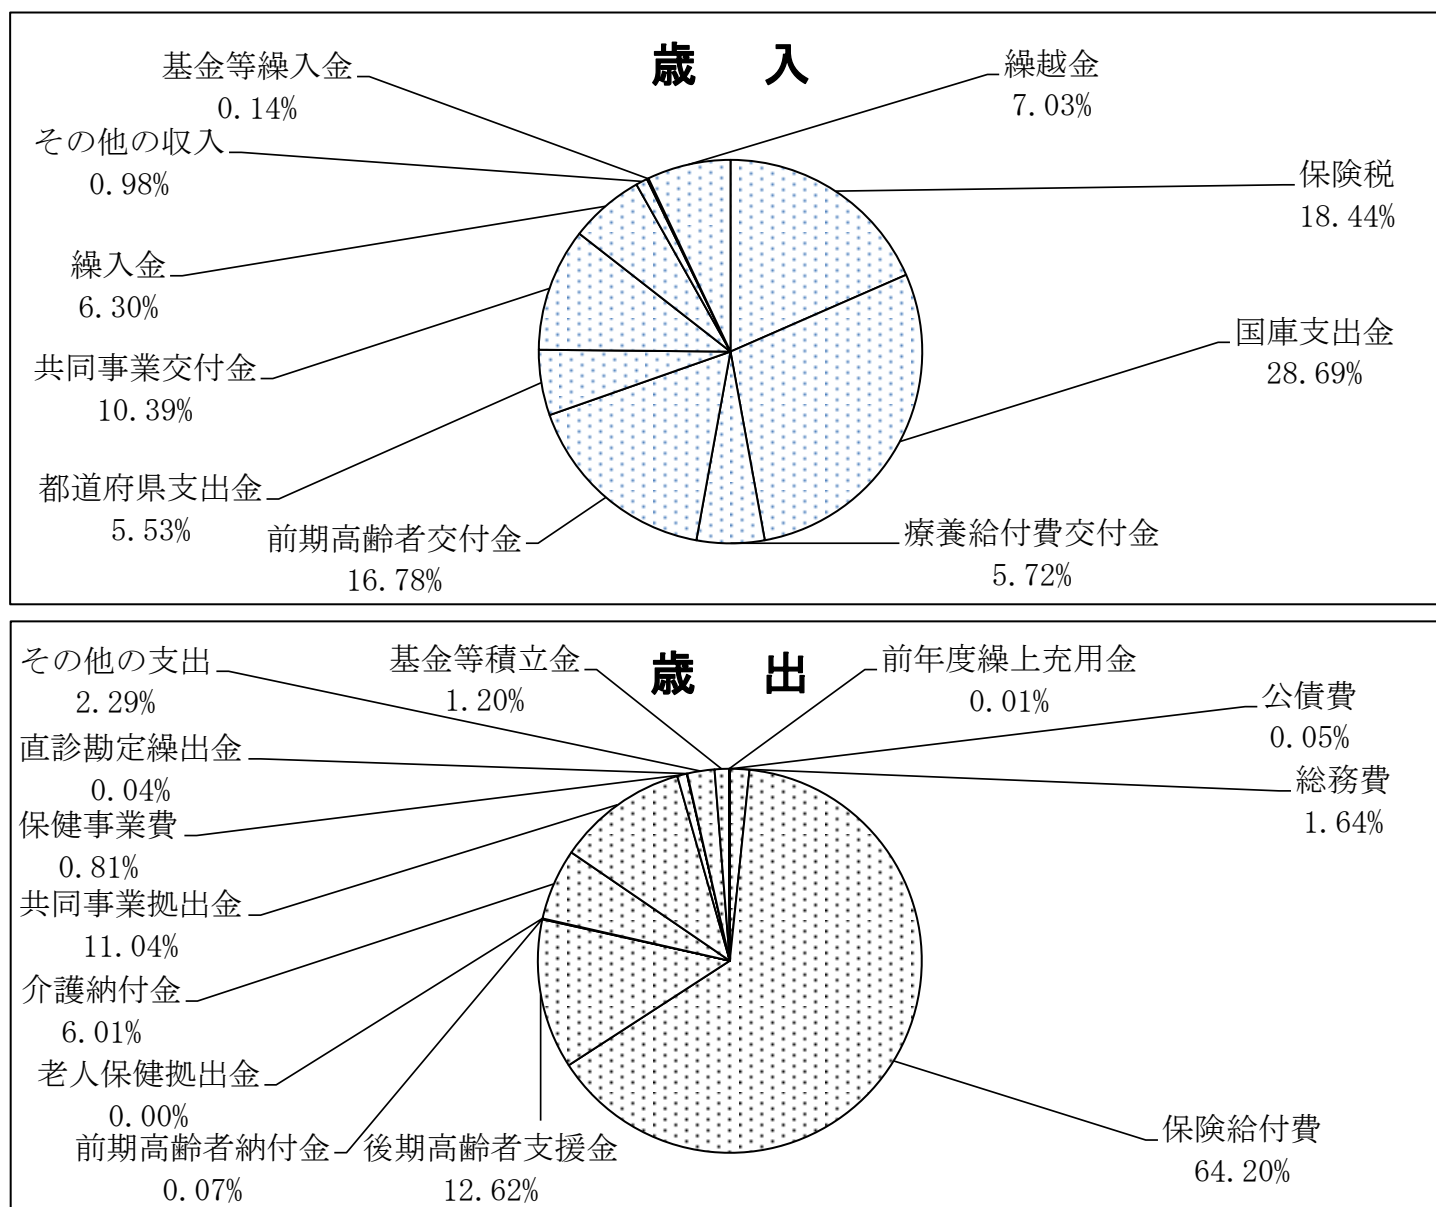 歳　入
基金等繰入金
0.14%
繰越金
7.03%
その他の収入
0.98%
保険税
18.44%
繰入金
6.30%
国庫支出金
28.69%
共同事業交付金
10.39%
都道府県支出金
5.53%
前期高齢者交付金
16.78%
療養給付費交付金
5.72%
歳　出
その他の支出
2.29%
基金等積立金
1.20%
前年度繰上充用金
0.01%
公債費
0.05%
直診勘定繰出金
0.04%
総務費
1.64%
保健事業費
0.81%
共同事業拠出金
11.04%
介護納付金
6.01%
老人保健拠出金
0.00%
前期高齢者納付金
0.07%
後期高齢者支援金
12.62%
保険給付費
64.20%